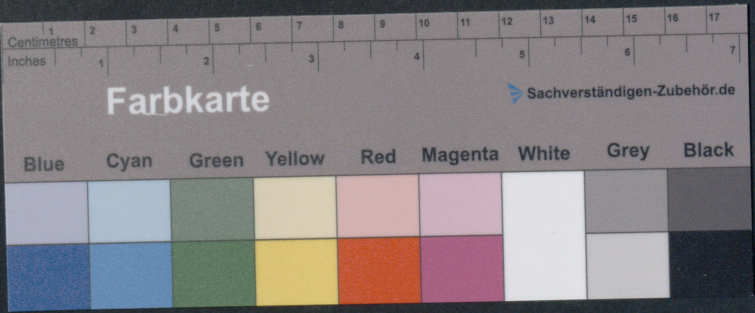 1 2 3 4 5 6 7 8 9 10 11 12 13 14 15 16 17
Centimetres
Inches 1 2 3 4 5 6 7
Farbkarte
Sachverständigen-Zubehör.de
Blue Cyan Green Yellow Red Magenta White Grey Black